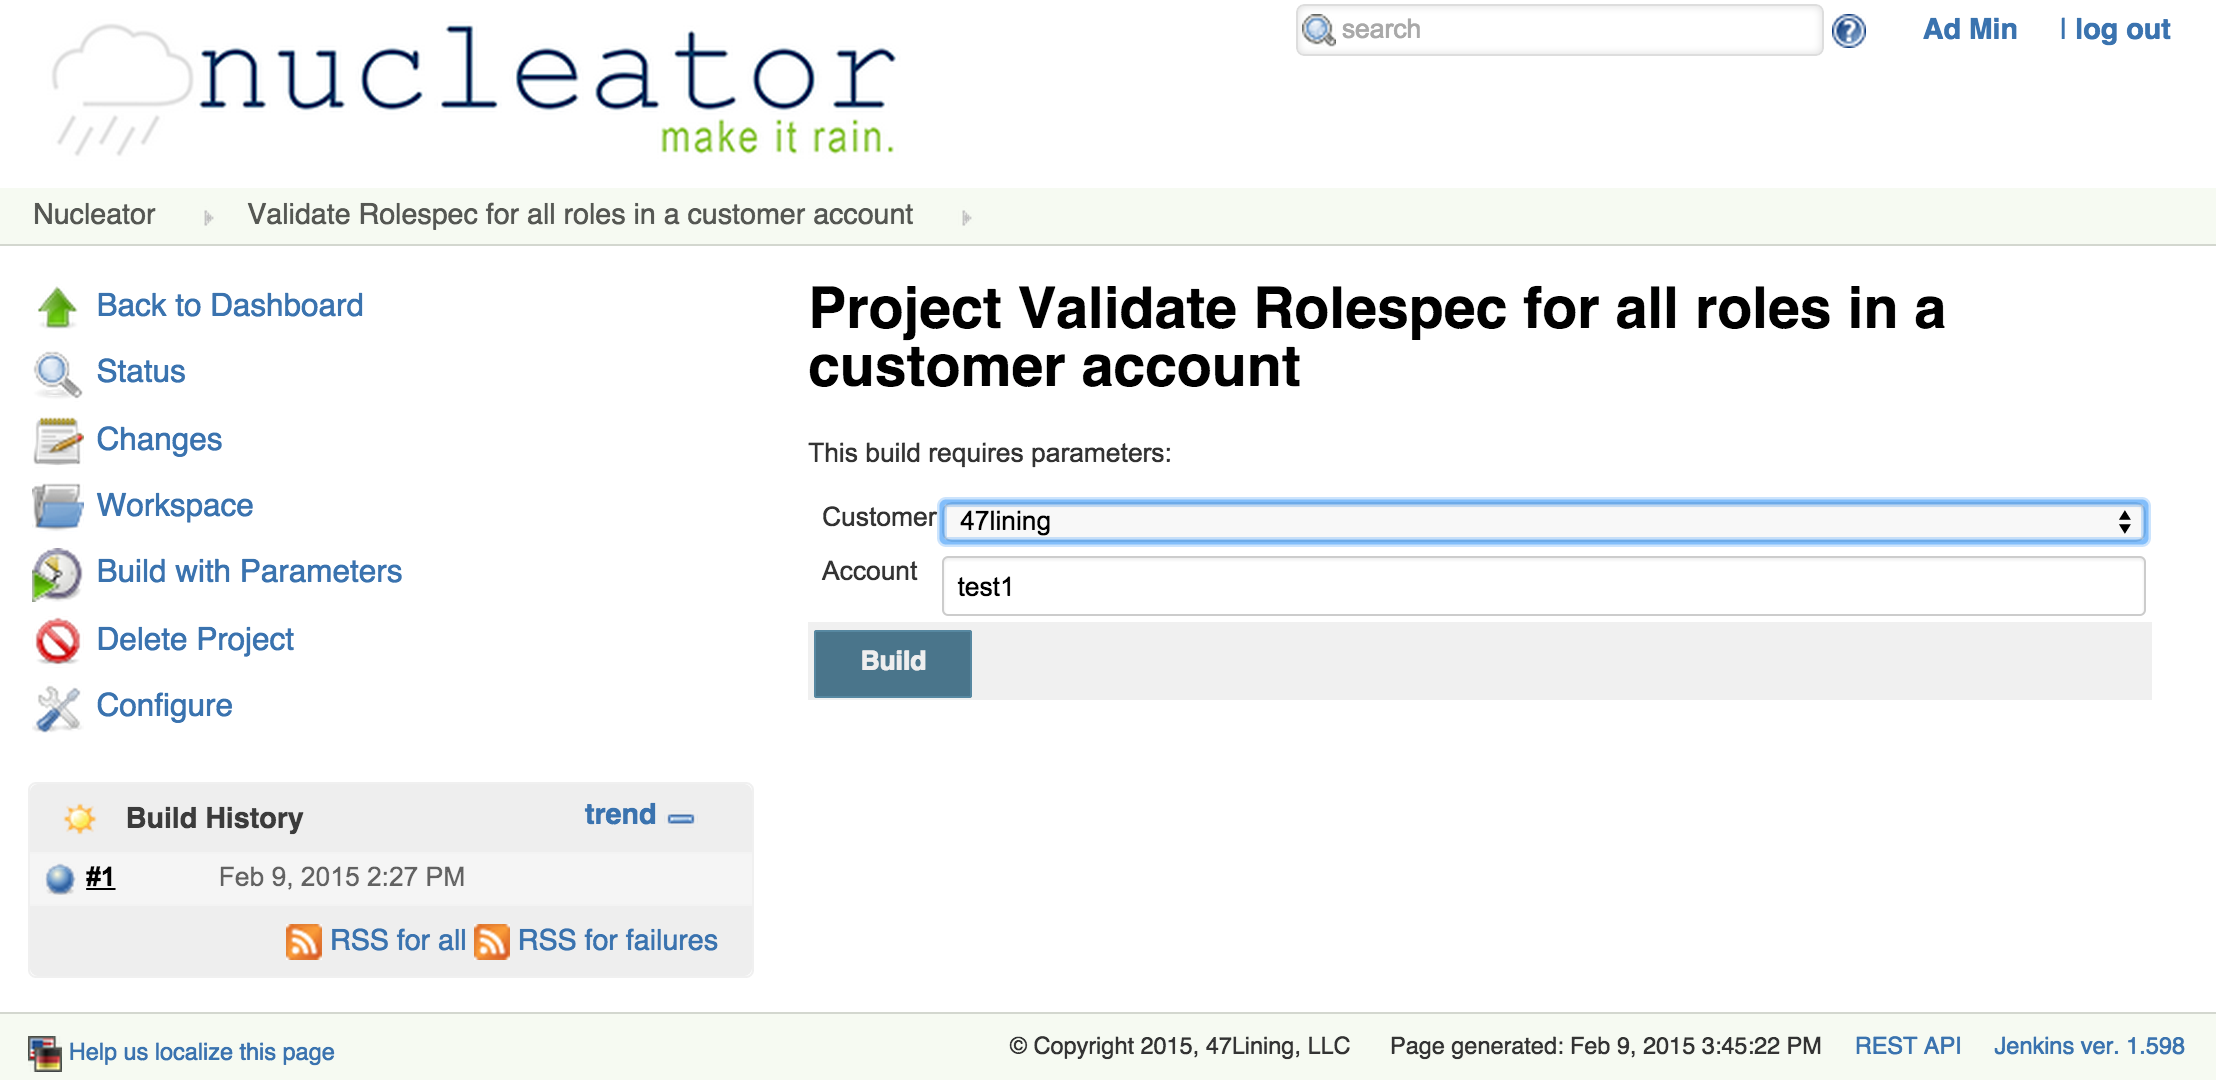 nucleator
make it rain.
search
Ad Min | log out
Nucleator Validate Rolespec for all roles in a customer account
Back to Dashboard
Status
Changes
Workspace
Build with Parameters
Delete Project
Configure
Build History trend
#1 Feb 9, 2015 2:27 PM
RSS for all RSS for failures
Project Validate Rolespec for all roles in a
customer account
This build requires parameters:
Customer 47lining
Account test1
Build
Help us localize this page
© Copyright 2015, 47Lining, LLC Page generated: Feb 9, 2015 3:45:22 PM REST API Jenkins ver. 1.598